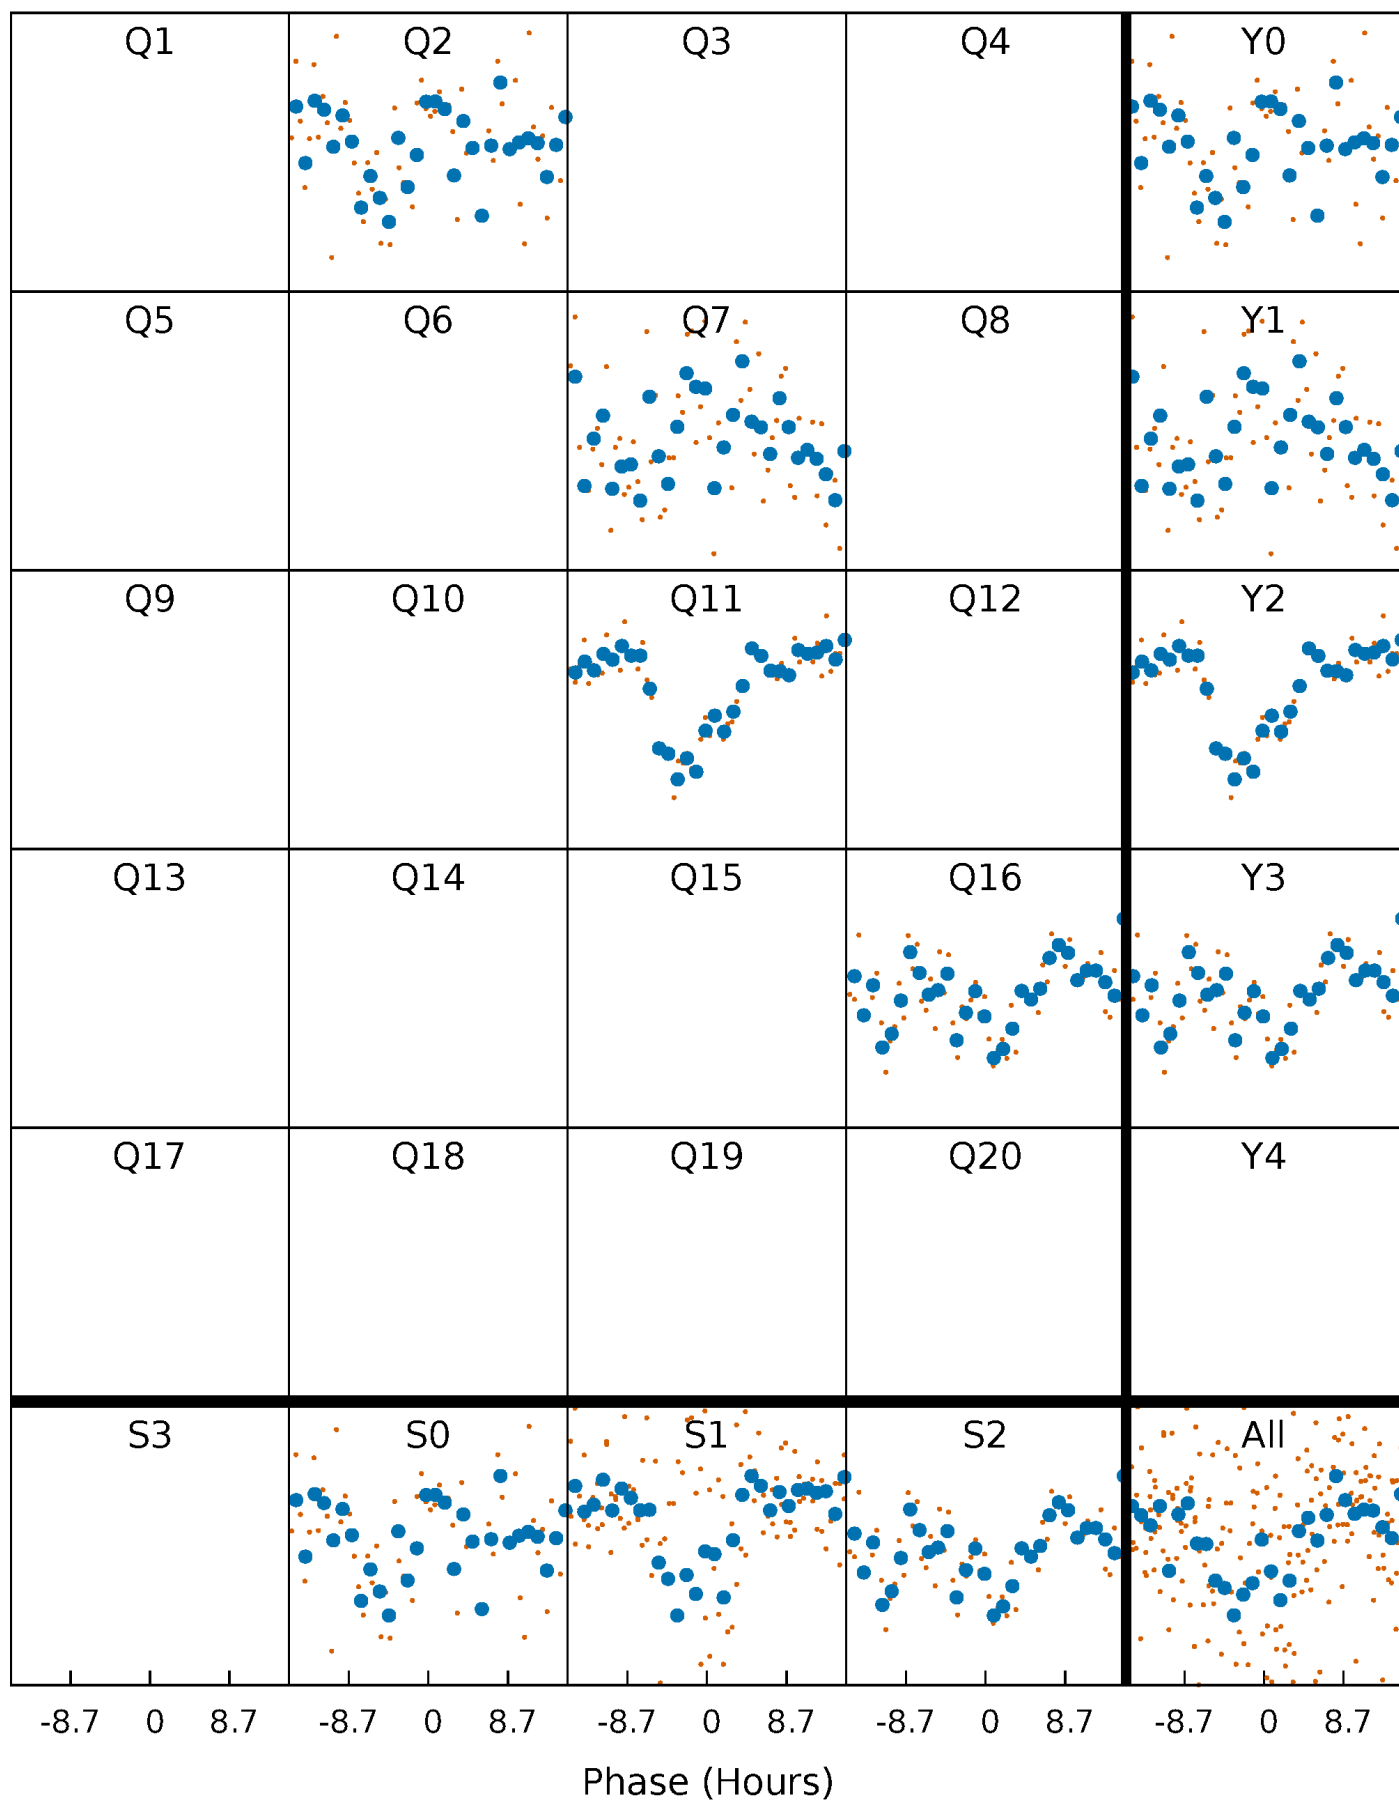 Q1 Q2 Q3 Q4 Y0
Q5 Q6 Q7 Q8 Y1
Q9 Q10 Q11 Q12 Y2
Q13 Q14 Q15 Q16 Y3
Q17 Q18 Q19 Q20 Y4
S3 S0 S1 S2 All
-8.7 0 8.7 -8.7 0 8.7 -8.7 0 8.7 -8.7 0 8.7 -8.7 0 8.7
Phase (Hours)